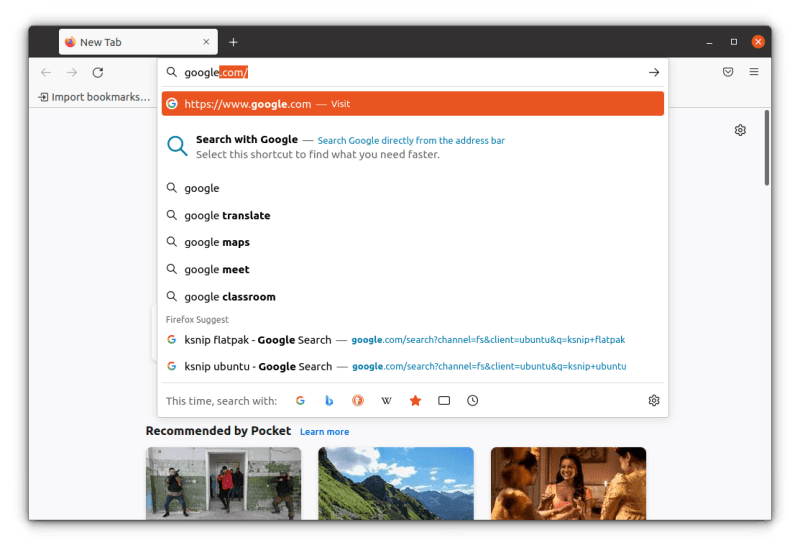 New Tab
google.com/
Import bookmarks...
https://www.google.com — Visit
Search with Google — Search Google directly from the address bar
Select this shortcut to find what you need faster.
google
google translate
google maps
google meet
google classroom
Firefox Suggest
ksnip flatpak - Google Search — google.com/search?channel=fs&client=ubuntu&q=ksnip+flatpak
ksnip ubuntu - Google Search — google.com/search?channel=fs&client=ubuntu&q=ksnip+ubuntu
This time, search with:
Recommended by Pocket Learn more